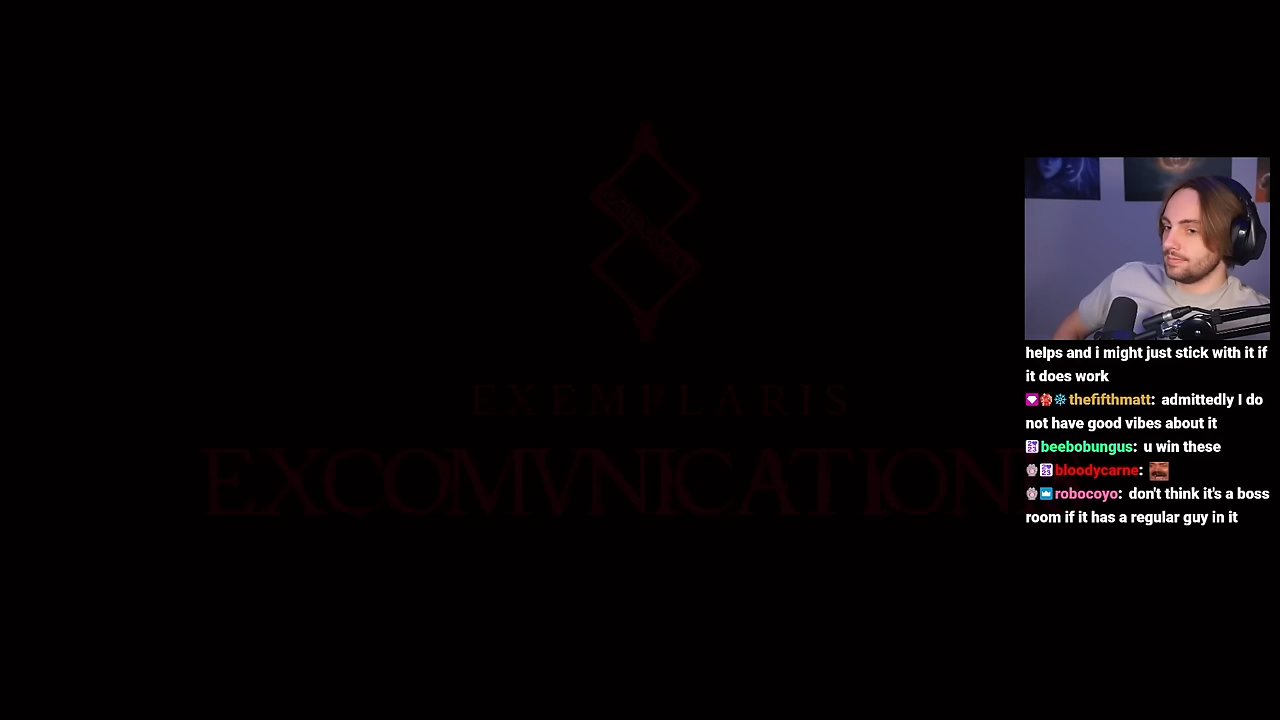 EXEMPLARIS
EXCOMVNICATION
helps and i might just stick with it if
it does work
thefifthmatt: admittedly I do
not have good vibes about it
beebobungus: u win these
bloodycarne:
robocoyo: don't think it's a boss
room if it has a regular guy in it